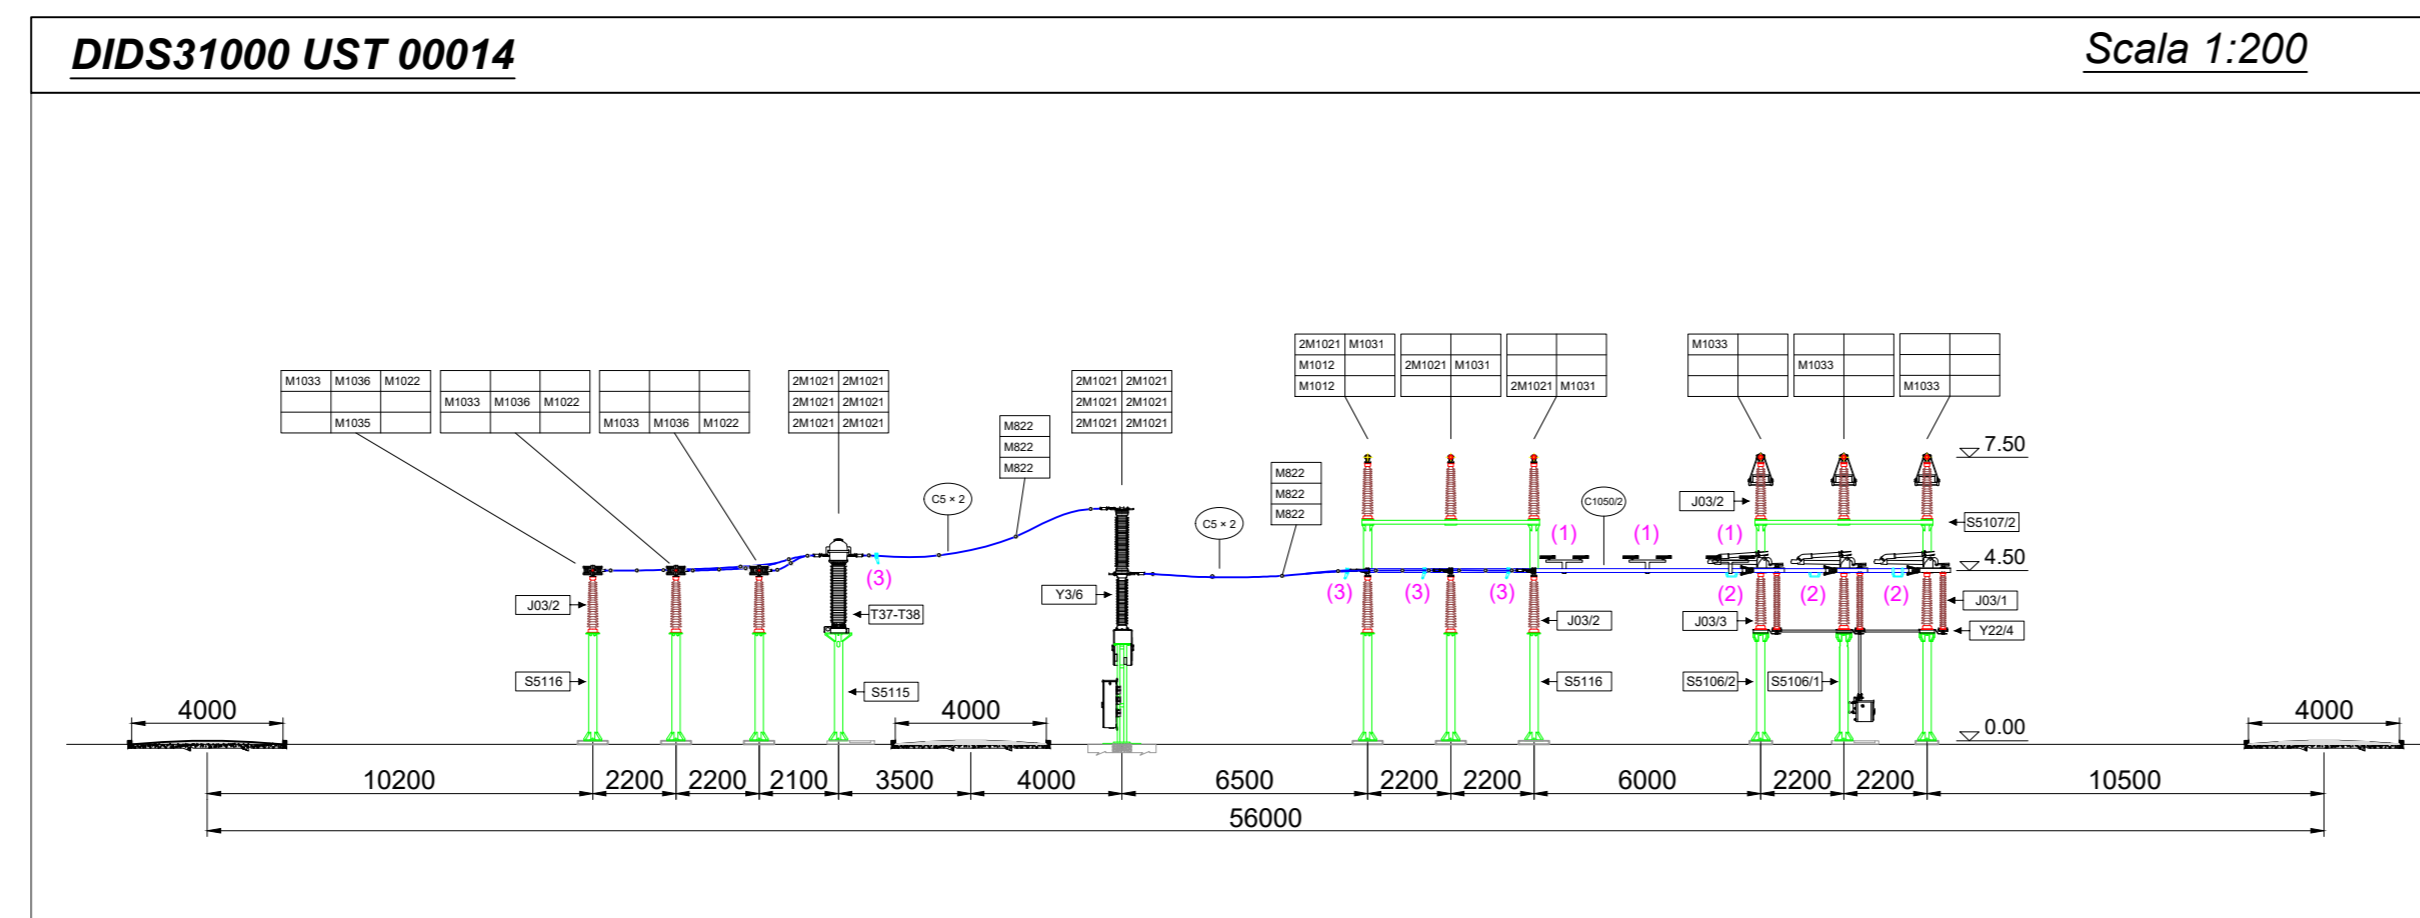 DIDS31000 UST 00014
Scala 1:200
2M1021 M1031
M1012
M1012
2M1021 M1031
2M1021 M1031
M1033
M1033
M1033
M1033 M1036 M1022
M1035
M1033 M1036 M1022
M1033 M1036 M1022
2M1021 2M1021
2M1021 2M1021
2M1021 2M1021
M822
M822
M822
2M1021 2M1021
2M1021 2M1021
2M1021 2M1021
7.50
M822
M822
M822
C5 × 2
C5 × 2
C1050/2
J03/2
S5107/2
(1) (1) (1)
4.50
(3)
(3) (3) (3)
(2) (2) (2)
J03/2
T37-T38
Y3/6
J03/2
J03/3
J03/1
Y22/4
S5116
S5115
S5116
S5106/2
S5106/1
4000
4000
4000
0.00
10200 2200 2200 2100 3500 4000 6500 2200 2200 6000 2200 2200 10500
56000